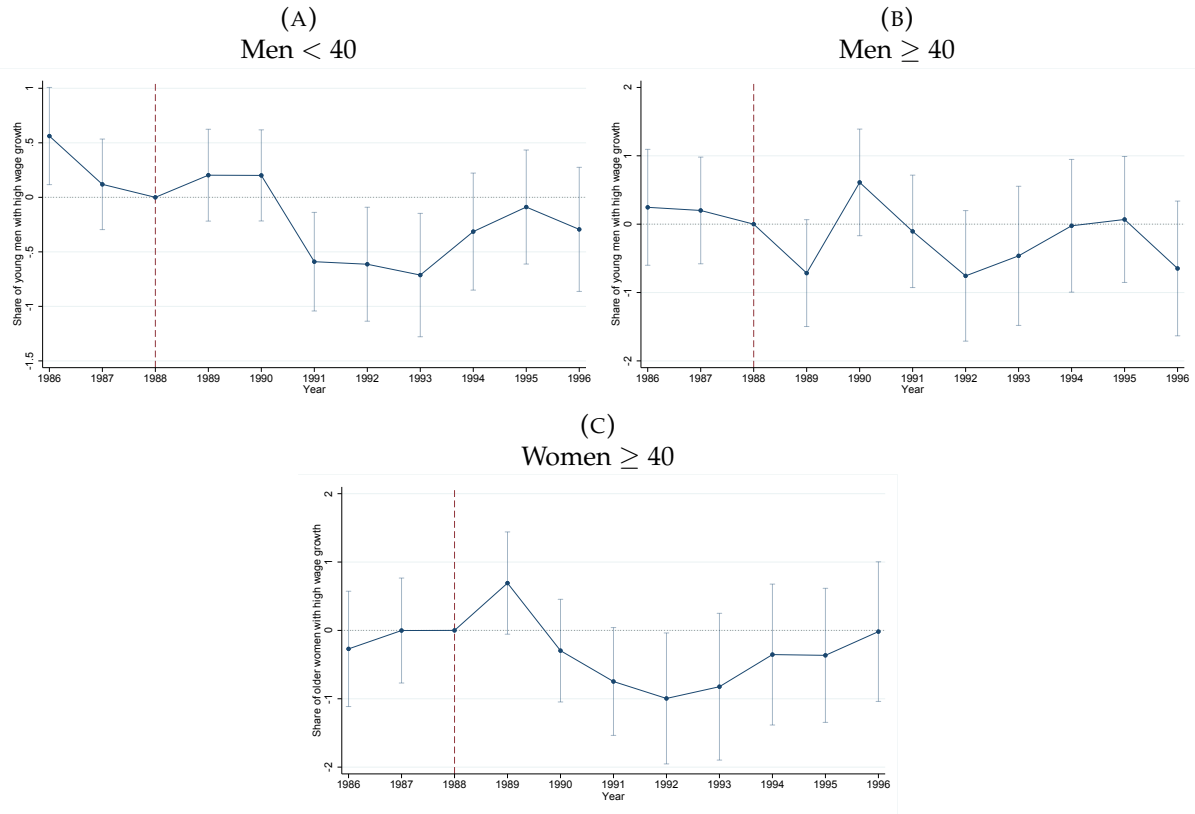 (A)
Men < 40
Share of young men with high wage growth
1
.5
0
-.5
-1
-1.5
1986 1987 1988 1989 1990 1991 1992 1993 1994 1995 1996
Year
(B)
Men ≥ 40
Share of young men with high wage growth
2
1
0
-1
-2
1986 1987 1988 1989 1990 1991 1992 1993 1994 1995 1996
Year
(C)
Women ≥ 40
Share of older women with high wage growth
2
1
0
-1
-2
1986 1987 1988 1989 1990 1991 1992 1993 1994 1995 1996
Year